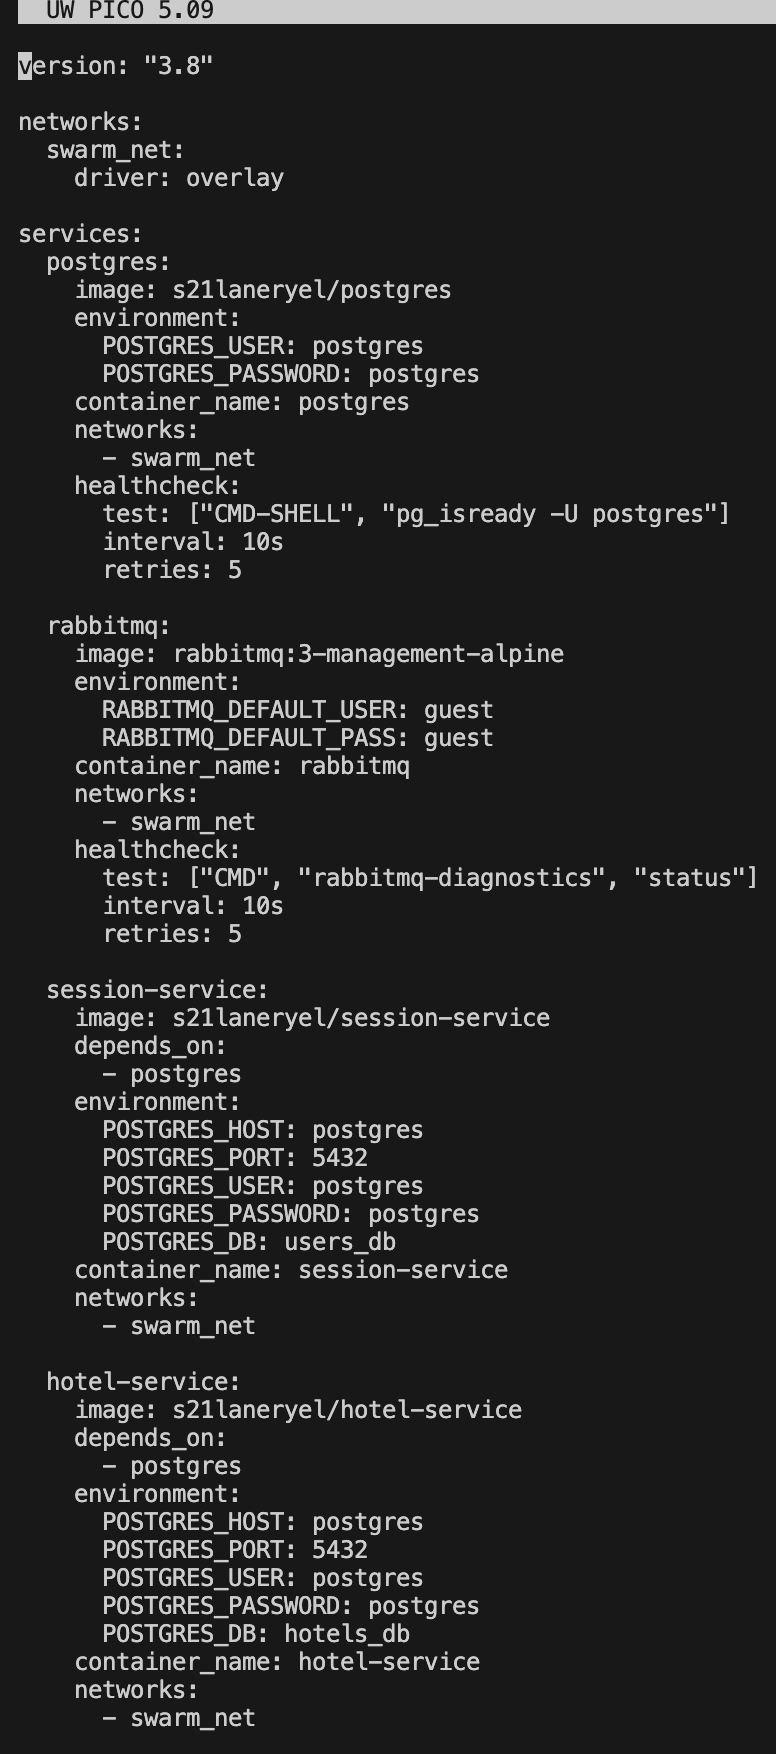 UW PICO 5.09
version: "3.8"
networks:
  swarm_net:
    driver: overlay
services:
  postgres:
    image: s21laneryel/postgres
    environment:
      POSTGRES_USER: postgres
      POSTGRES_PASSWORD: postgres
    container_name: postgres
    networks:
      - swarm_net
    healthcheck:
      test: ["CMD-SHELL", "pg_isready -U postgres"]
      interval: 10s
      retries: 5
  rabbitmq:
    image: rabbitmq:3-management-alpine
    environment:
      RABBITMQ_DEFAULT_USER: guest
      RABBITMQ_DEFAULT_PASS: guest
    container_name: rabbitmq
    networks:
      - swarm_net
    healthcheck:
      test: ["CMD", "rabbitmq-diagnostics", "status"]
      interval: 10s
      retries: 5
  session-service:
    image: s21laneryel/session-service
    depends_on:
      - postgres
    environment:
      POSTGRES_HOST: postgres
      POSTGRES_PORT: 5432
      POSTGRES_USER: postgres
      POSTGRES_PASSWORD: postgres
      POSTGRES_DB: users_db
    container_name: session-service
    networks:
      - swarm_net
  hotel-service:
    image: s21laneryel/hotel-service
    depends_on:
      - postgres
    environment:
      POSTGRES_HOST: postgres
      POSTGRES_PORT: 5432
      POSTGRES_USER: postgres
      POSTGRES_PASSWORD: postgres
      POSTGRES_DB: hotels_db
    container_name: hotel-service
    networks:
      - swarm_net